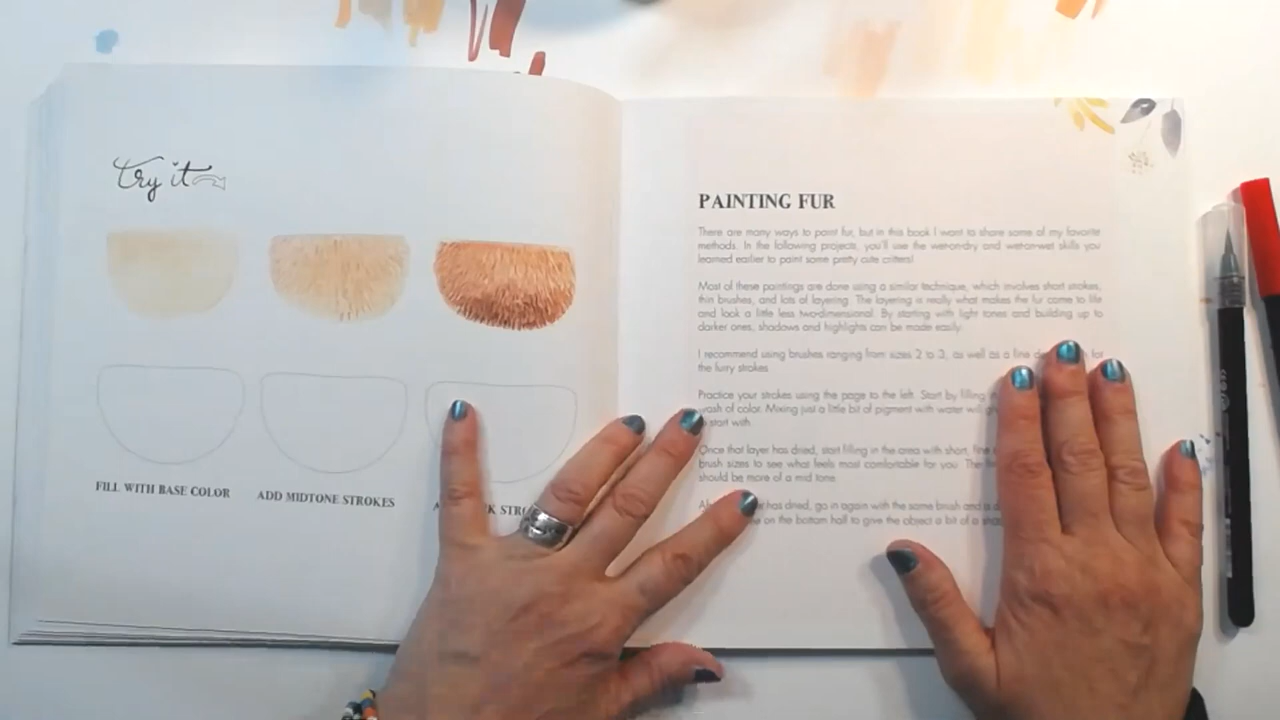 try it
FILL WITH BASE COLOR
ADD MIDTONE STROKES
PAINTING FUR
There are many ways to paint fur, but in this book I want to share some of my favorite
methods. In the following projects, you'll use the wet-on-dry and wet-on-wet skills you
learned earlier to paint some pretty cute critters!
Most of these paintings are done using a similar technique, which involves short strokes,
thin brushes, and lots of layering. The layering is really what makes the fur come to life
and look a little less two-dimensional. By starting with light tones and building up to
darker ones, shadows and highlights can be made easily.
I recommend using brushes ranging from sizes 2 to 3, as well as a fine for
the furry strokes.
Practice your strokes using the page to the left. Start by filling
wash of color. Mixing just a little bit of pigment with water will
start with.
Once that layer has dried, start filling in the area with short, fine
brush sizes to see what feels most comfortable for you.
should be more of a mid tone.
has dried, go in again with the same brush and
on the bottom half to give the object a bit of a